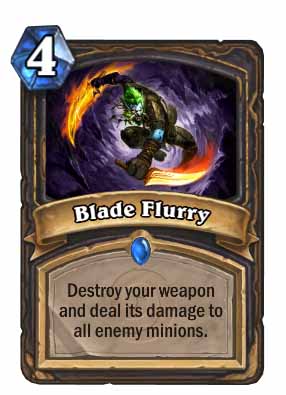 4
Blade Flurry
Destroy your weapon
and deal its damage to
all enemy minions.